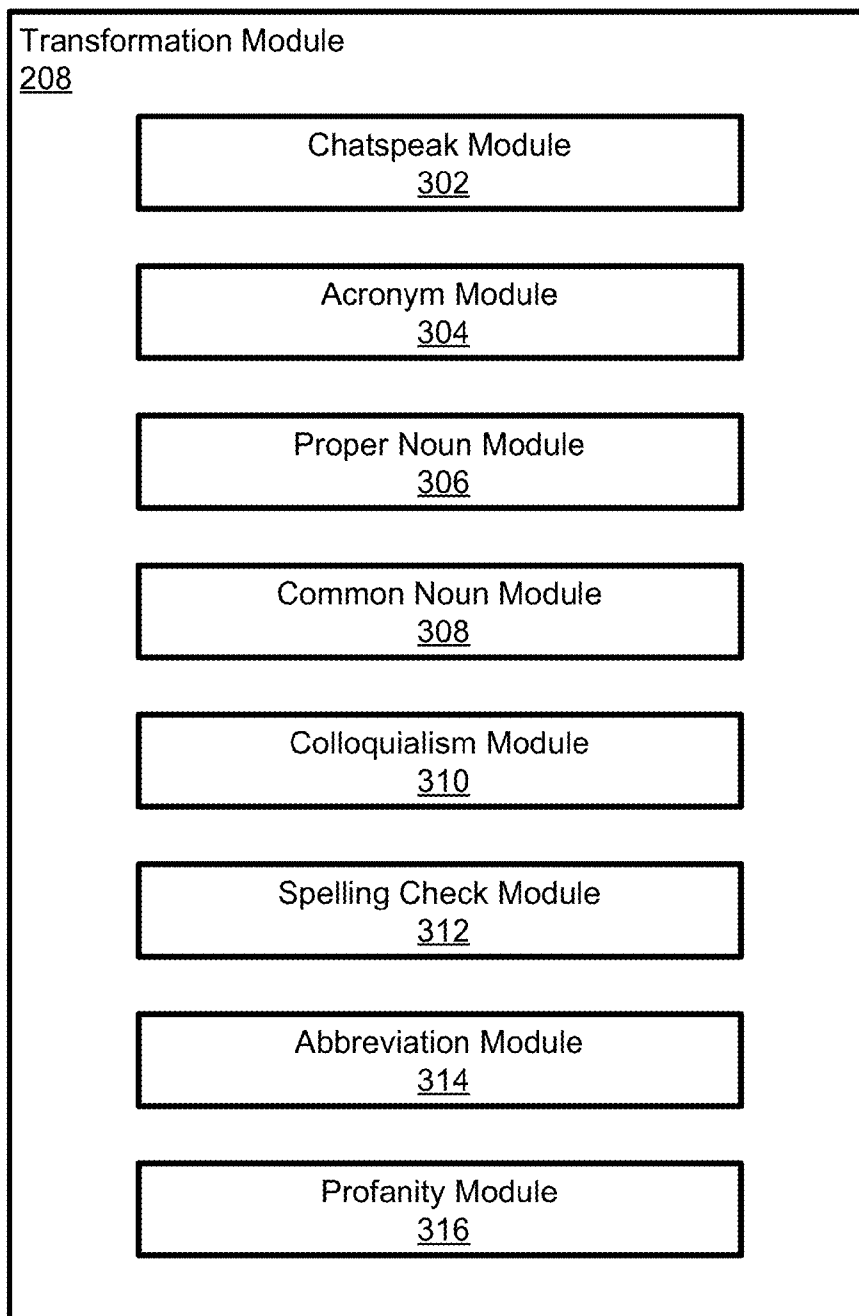 Transformation Module
208
Chatspeak Module
302
Acronym Module
304
Proper Noun Module
306
Common Noun Module
308
Colloquialism Module
310
Spelling Check Module
312
Abbreviation Module
314
Profanity Module
316